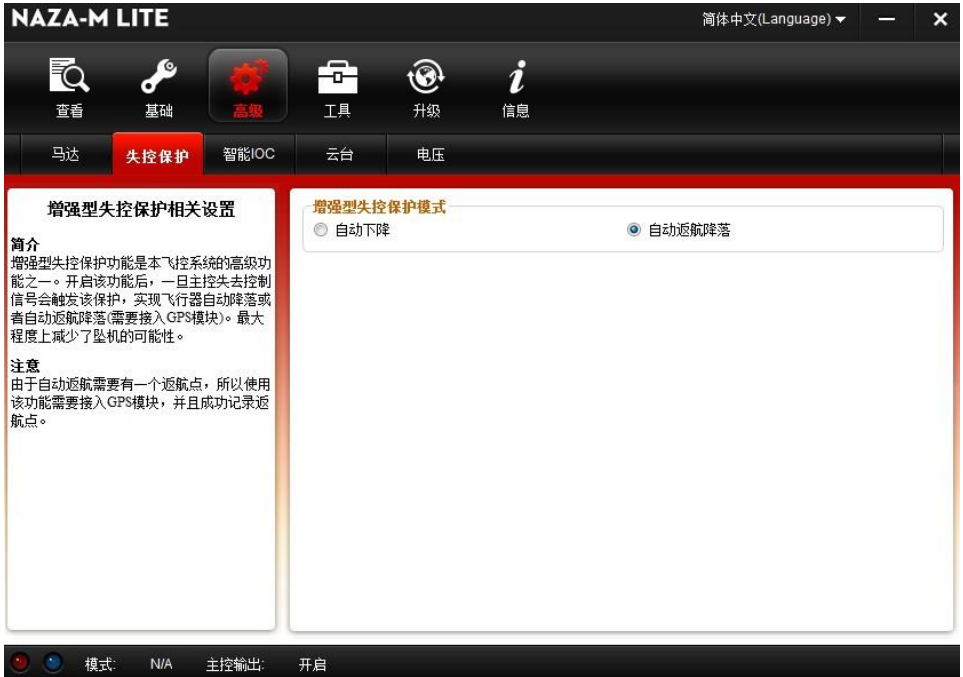 NAZA-M LITE
简体中文(Language)
查看
基础
高级
工具
升级
信息
马达
失控保护
智能IOC
云台
电压
增强型失控保护相关设置
简介
增强型失控保护功能是本飞控系统的高级功
能之一。开启该功能后，一旦主控失去控制
信号会触发该保护，实现飞行器自动降落或
者自动返航降落(需要接入GPS模块)。最大
程度上减少了坠机的可能性。
注意
由于自动返航需要有一个返航点，所以使用
该功能需要接入GPS模块，并且成功记录返
航点。
增强型失控保护模式
自动下降
自动返航降落
模式: N/A 主控输出: 开启